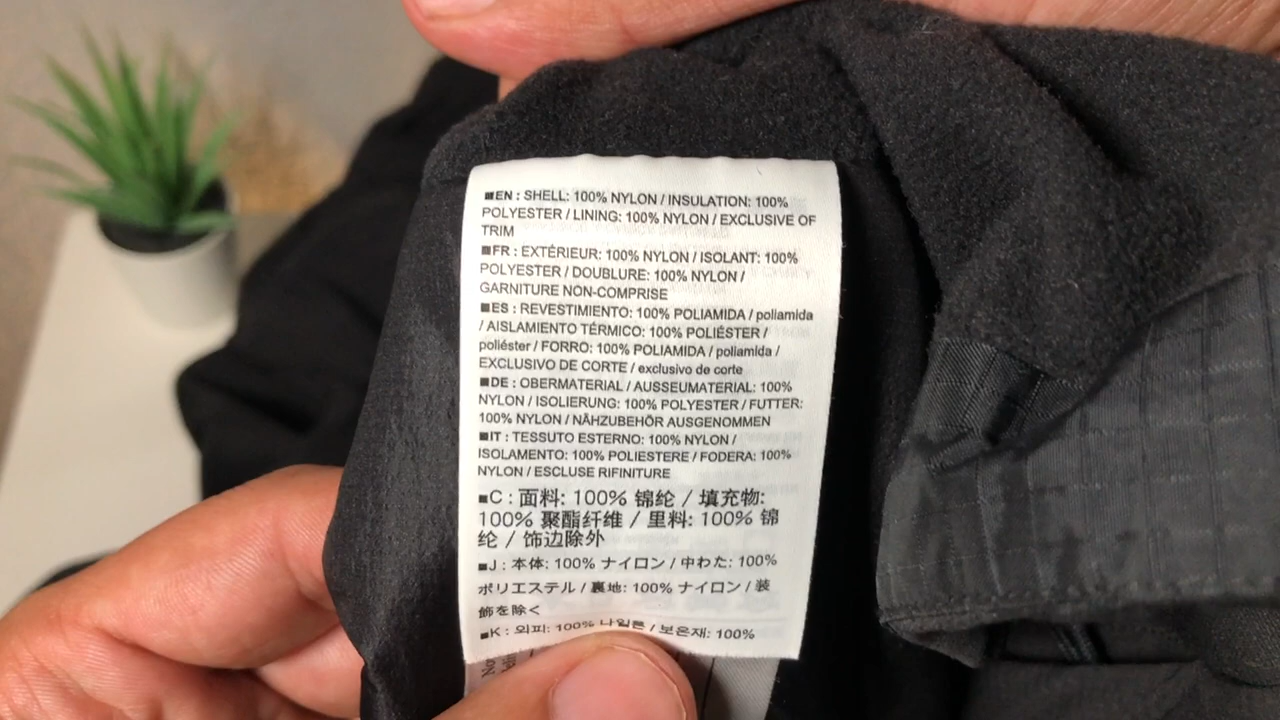 ■EN : SHELL: 100% NYLON / INSULATION: 100%
POLYESTER / LINING: 100% NYLON / EXCLUSIVE OF
TRIM
■FR : EXTÉRIEUR: 100% NYLON / ISOLANT: 100%
POLYESTER / DOUBLURE: 100% NYLON /
GARNITURE NON-COMPRISE
■ES : REVESTIMIENTO: 100% POLIAMIDA / poliamida
/ AISLAMIENTO TÉRMICO: 100% POLIÉSTER /
poliéster / FORRO: 100% POLIAMIDA / poliamida /
EXCLUSIVO DE CORTE / exclusivo de corte
■DE : OBERMATERIAL / AUSSEUMATERIAL: 100%
NYLON / ISOLIERUNG: 100% POLYESTER / FUTTER:
100% NYLON / NÄHZUBEHÖR AUSGENOMMEN
■IT : TESSUTO ESTERNO: 100% NYLON /
ISOLAMENTO: 100% POLIESTERE / FODERA: 100%
NYLON / ESCLUSE RIFINITURE
■C : 面料: 100% 锦纶 / 填充物:
100% 聚酯纤维 / 里料: 100% 锦
纶 / 饰边除外
■J : 本体: 100% ナイロン / 中わた: 100%
ポリエステル / 裏地: 100% ナイロン / 装
飾を除く
■K : 외피: 100% 나일론 / 보온재: 100%